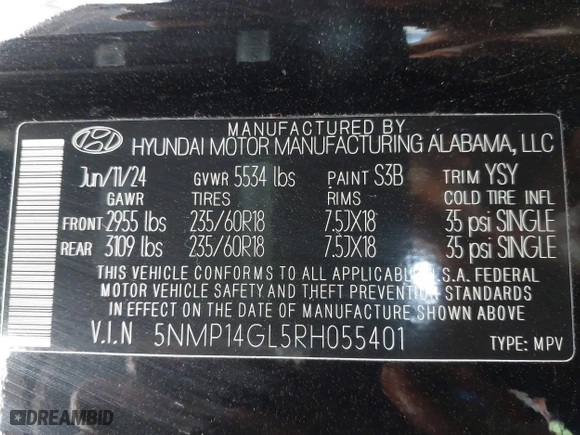 MANUFACTURED BY
HYUNDAI MOTOR MANUFACTURING ALABAMA, LLC
Jun/11/24 GVWR 5534 lbs PAINT S3B TRIM YSY
GAWR TIRES RIMS COLD TIRE INFL
FRONT 2955 lbs 235/60R18 7.5JX18 35 psi SINGLE
REAR 3109 lbs 235/60R18 7.5JX18 35 psi SINGLE
THIS VEHICLE CONFORMS TO ALL APPLICABLE U.S.A. FEDERAL
MOTOR VEHICLE SAFETY AND THEFT PREVENTION STANDARDS
IN EFFECT ON THE DATE OF MANUFACTURE SHOWN ABOVE.
V.I.N 5NMP14GL5RH055401 TYPE: MPV
DREAMBID